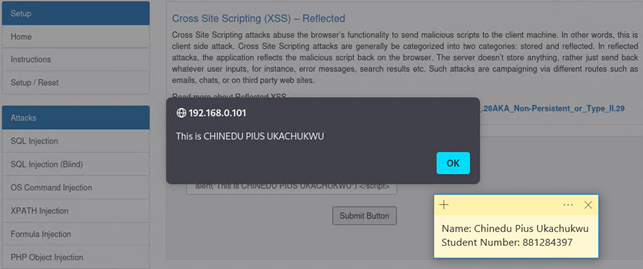 Setup
Home
Instructions
Setup / Reset
Attacks
SQL Injection
SQL Injection (Blind)
OS Command Injection
XPATH Injection
Formula Injection
PHP Object Injection
Cross Site Scripting (XSS) – Reflected
Cross Site Scripting attacks abuse the browser's functionality to send malicious scripts to the client machine. In other words, this is
client side attack. Cross Site Scripting attacks are generally be categorized into two categories: stored and reflected. In reflected
attacks, the application reflects the malicious script back on the browser. The server doesn't store anything, rather just send back
whatever user inputs, for instance, error messages, search results etc. Such attacks are campaigning via different routes such as
emails, chats, or on third party web sites.
Read more about Reflected XSS
.28AKA_Non-Persistent_or_Type_II.29
192.168.0.101
This is CHINEDU PIUS UKACHUKWU
OK
alert("This is CHINEDU PIUS UKACHUKWU") </script>
Submit Button
Name: Chinedu Pius Ukachukwu
Student Number: 881284397